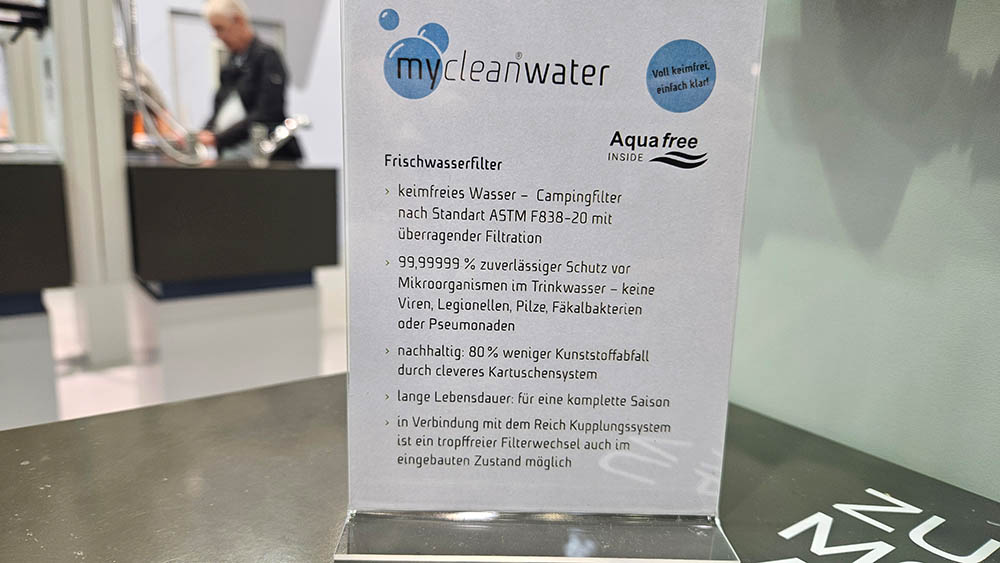 mycleanwater®
Voll keimfrei,
einfach klar!
Aqua free
INSIDE
Frischwasserfilter
› keimfreies Wasser – Campingfilter
nach Standart ASTM F838-20 mit
überragender Filtration
› 99,99999 % zuverlässiger Schutz vor
Mikroorganismen im Trinkwasser – keine
Viren, Legionellen, Pilze, Fäkalbakterien
oder Pseumonaden
› nachhaltig: 80 % weniger Kunststoffabfall
durch cleveres Kartuschensystem
› lange Lebensdauer: für eine komplette Saison
› in Verbindung mit dem Reich Kupplungssystem
ist ein tropffreier Filterwechsel auch im
eingebauten Zustand möglich